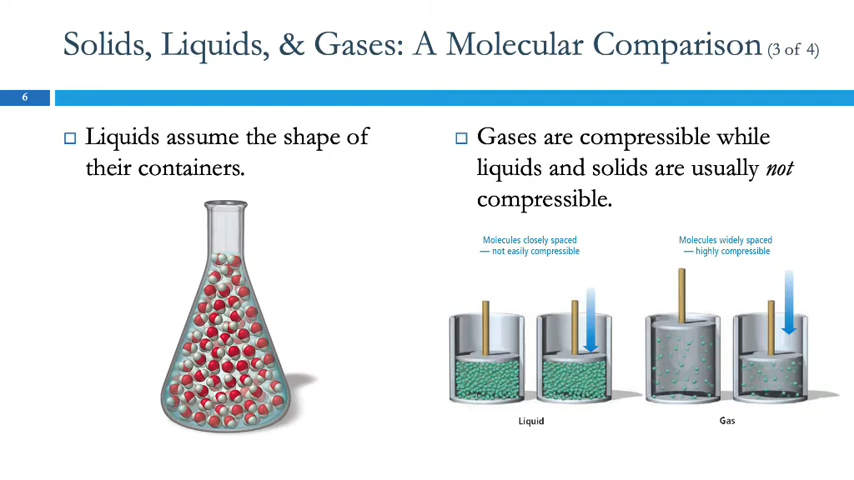 Solids, Liquids, & Gases: A Molecular Comparison (3 of 4)
6
Liquids assume the shape of
their containers.
Gases are compressible while
liquids and solids are usually not
compressible.
Molecules closely spaced
— not easily compressible
Molecules widely spaced
— highly compressible
Liquid
Gas